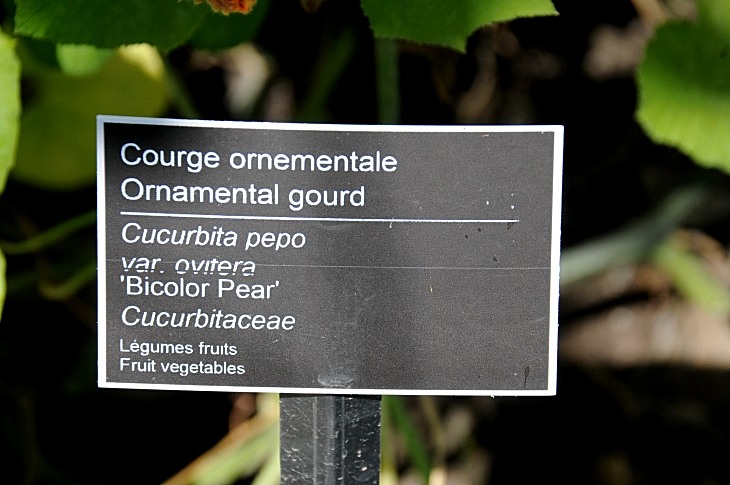 Courge ornementale
Ornamental gourd
Cucurbita pepo
var. ovifera
'Bicolor Pear'
Cucurbitaceae
Légumes fruits
Fruit vegetables